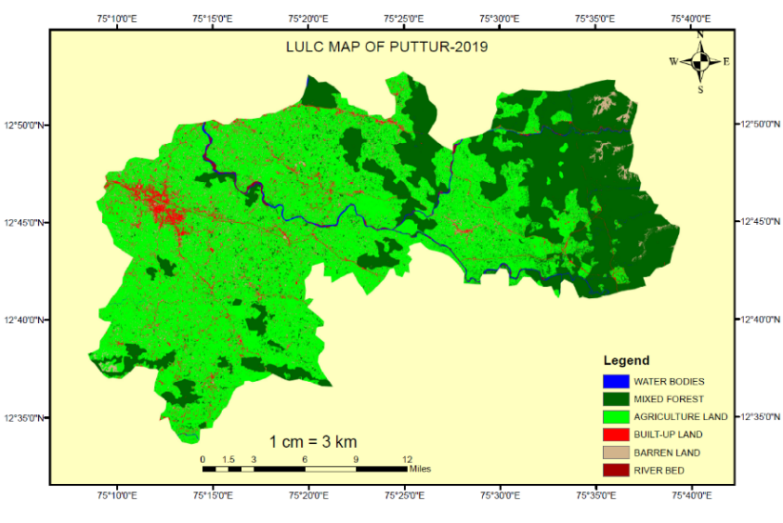 75°10'0"E 75°15'0"E 75°20'0"E 75°25'0"E 75°30'0"E 75°35'0"E 75°40'0"E
LULC MAP OF PUTTUR-2019
N
W E
S
12°50'0"N 12°50'0"N
12°45'0"N 12°45'0"N
12°40'0"N 12°40'0"N
12°35'0"N 12°35'0"N
Legend
WATER BODIES
MIXED FOREST
AGRICULTURE LAND
BUILT-UP LAND
BARREN LAND
RIVER BED
1 cm = 3 km
0 1.5 3 6 9 12
Miles
75°10'0"E 75°15'0"E 75°20'0"E 75°25'0"E 75°30'0"E 75°35'0"E 75°40'0"E